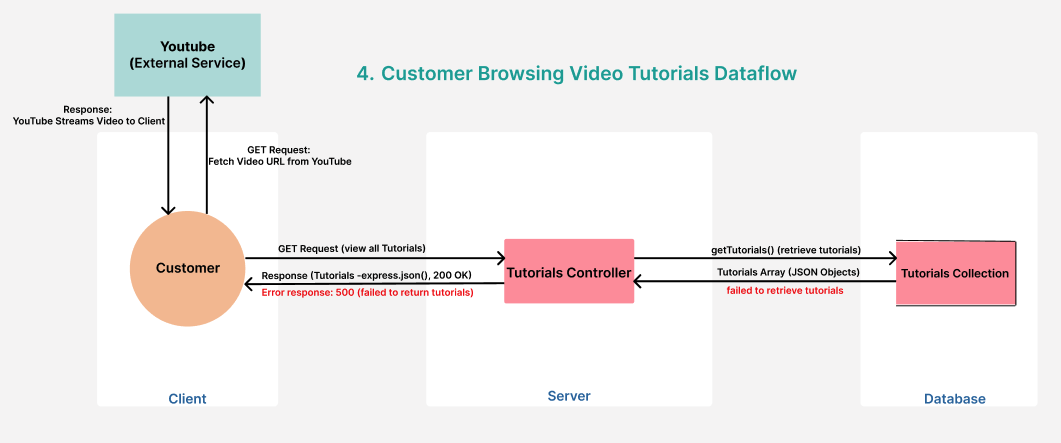 Youtube
(External Service)
4. Customer Browsing Video Tutorials Dataflow
Response:
YouTube Streams Video to Client
GET Request:
Fetch Video URL from YouTube
Customer
GET Request (view all Tutorials)
Response (Tutorials -express.json(), 200 OK)
Error response: 500 (failed to return tutorials)
Tutorials Controller
getTutorials() (retrieve tutorials)
Tutorials Array (JSON Objects)
failed to retrieve tutorials
Tutorials Collection
Client
Server
Database